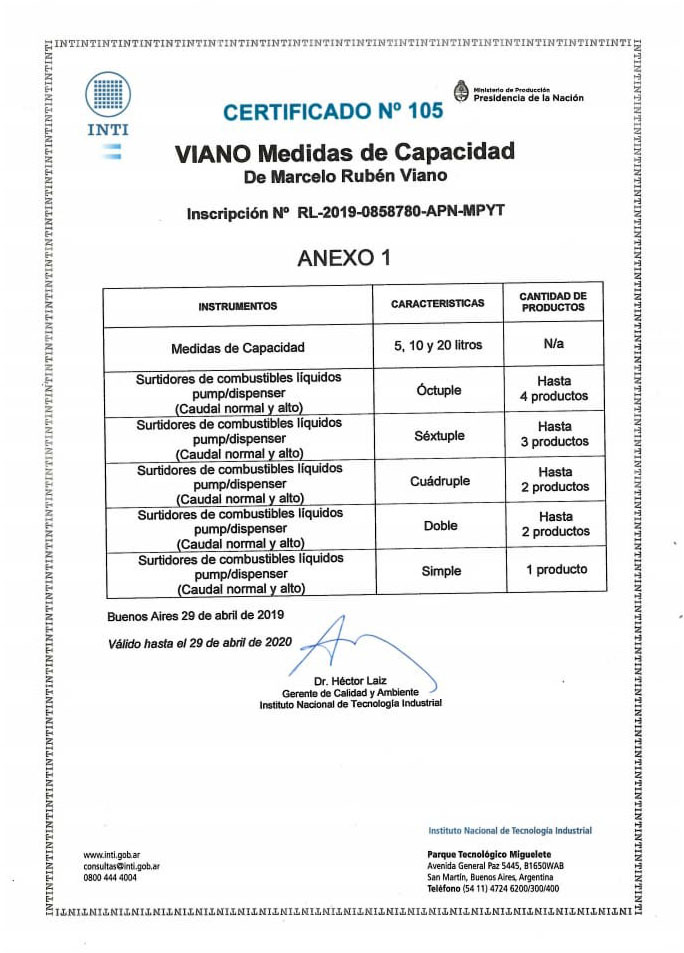 INTI
Ministerio de Producción
Presidencia de la Nación
CERTIFICADO Nº 105
VIANO Medidas de Capacidad
De Marcelo Rubén Viano
Inscripción Nº RL-2019-0858780-APN-MPYT
ANEXO 1
INSTRUMENTOS
CARACTERISTICAS
CANTIDAD DE
PRODUCTOS
Medidas de Capacidad
5, 10 y 20 litros
N/a
Surtidores de combustibles líquidos
pump/dispenser
(Caudal normal y alto)
Óctuple
Hasta
4 productos
Surtidores de combustibles líquidos
pump/dispenser
(Caudal normal y alto)
Séxtuple
Hasta
3 productos
Surtidores de combustibles líquidos
pump/dispenser
(Caudal normal y alto)
Cuádruple
Hasta
2 productos
Surtidores de combustibles líquidos
pump/dispenser
(Caudal normal y alto)
Doble
Hasta
2 productos
Surtidores de combustibles líquidos
pump/dispenser
(Caudal normal y alto)
Simple
1 producto
Buenos Aires 29 de abril de 2019
Válido hasta el 29 de abril de 2020
Dr. Héctor Laiz
Gerente de Calidad y Ambiente
Instituto Nacional de Tecnología Industrial
www.inti.gob.ar
consultas@inti.gob.ar
0800 444 4004
Instituto Nacional de Tecnología Industrial
Parque Tecnológico Miguelete
Avenida General Paz 5445, B1650WAB
San Martín, Buenos Aires, Argentina
Teléfono (54 11) 4724 6200/300/400